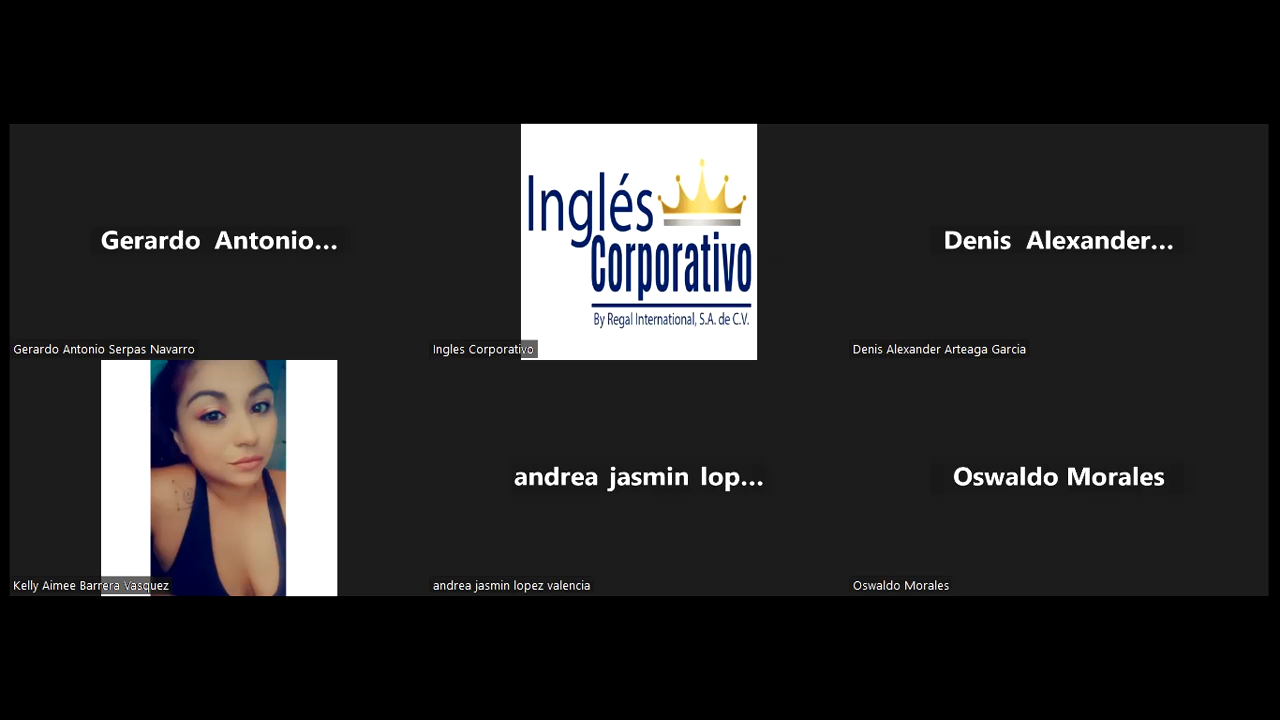 Gerardo Antonio...
Gerardo Antonio Serpas Navarro
Inglés
Corporativo
By Regal International, S.A. de C.V.
Ingles Corporativo
Denis Alexander...
Denis Alexander Arteaga Garcia
Kelly Aimee Barrera Vasquez
andrea jasmin lop...
andrea jasmin lopez valencia
Oswaldo Morales
Oswaldo Morales